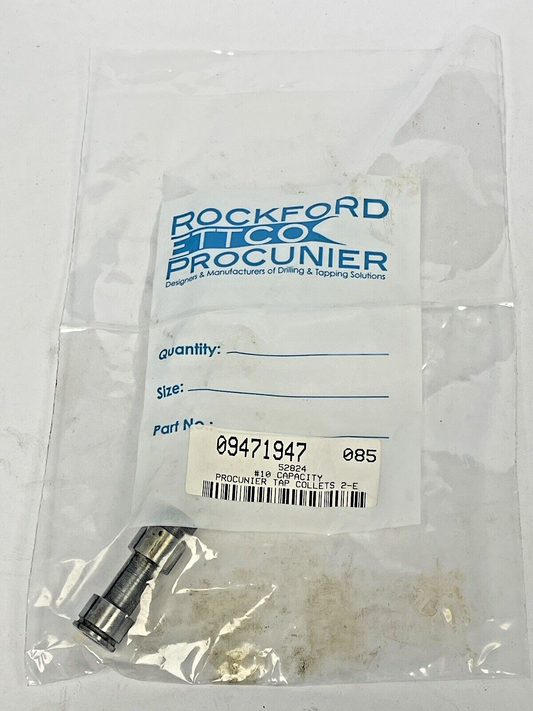 ROCKFORD
ETTCO
PROCUNIER
Designers & Manufacturers of Drilling & Tapping Solutions
Quantity:
Size:
Part No.:
09471947 085
52824
#10 CAPACITY
PROCUNIER TAP COLLETS 2-E